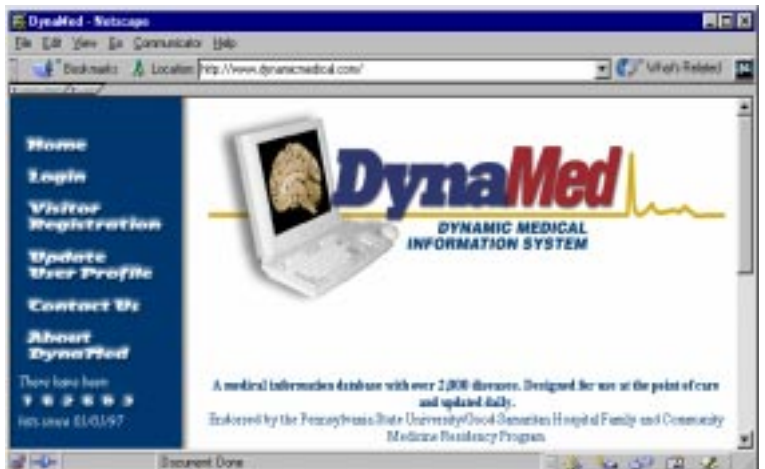 DynaMed - Netscape
File Edit View Go Communicator Help
Bookmarks Location: http://www.dynamicmedical.com/ What's Related
Home
Login
Visitor
Registration
Update
User Profile
Contact Us
About
DynaMed
There have been
hits since 01/01/97
DynaMed
DYNAMIC MEDICAL
INFORMATION SYSTEM
A medical information database with over 2,000 diseases. Designed for use at the point of care
and updated daily.
Endorsed by the Pennsylvania State University/Good Samaritan Hospital Family and Community
Medicine Residency Program
Document Done